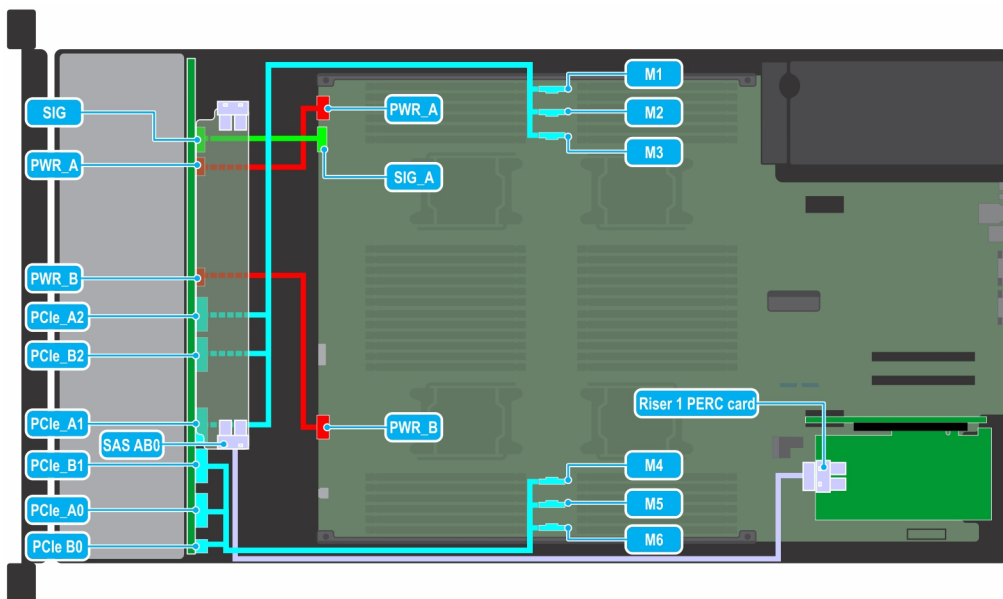 SIG
PWR_A
PWR_B
PCIe_A2
PCIe_B2
PCIe_A1
SAS AB0
PCIe_B1
PCIe_A0
PCIe B0
PWR_A
SIG_A
PWR_B
M1
M2
M3
M4
M5
M6
Riser 1 PERC card